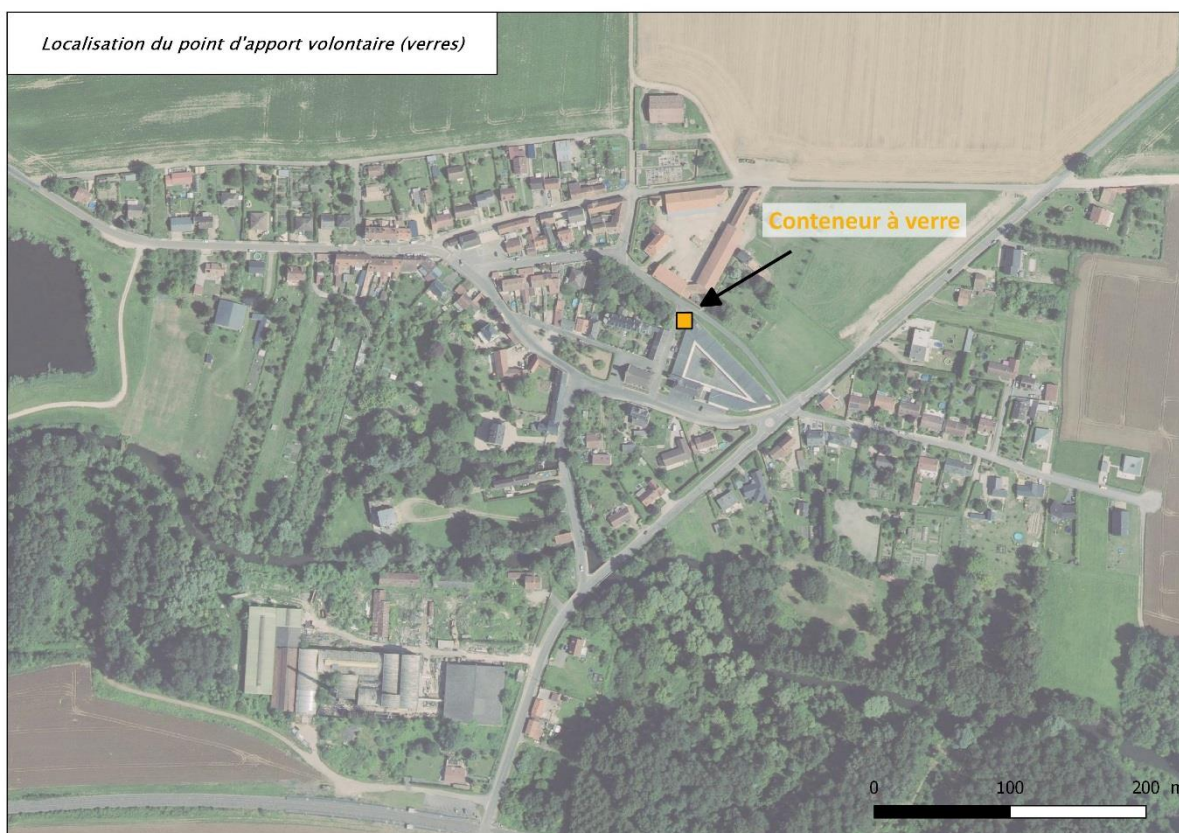 Localisation du point d'apport volontaire (verres)
Conteneur à verre
0 100 200 m